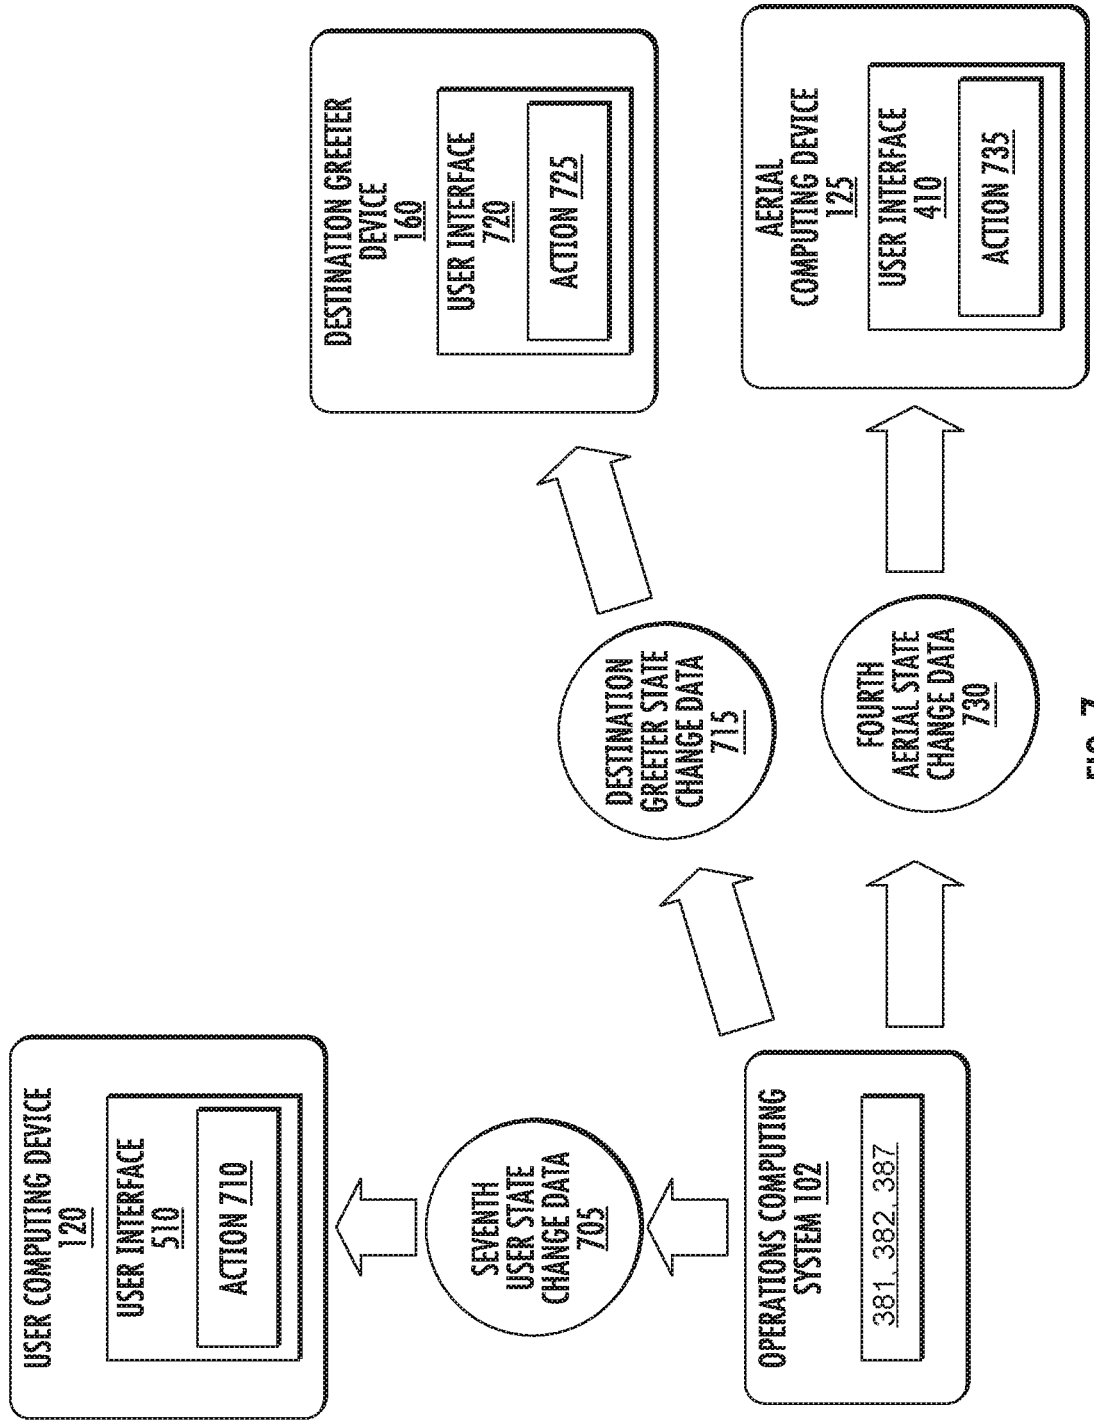 USER COMPUTING DEVICE
120
USER INTERFACE
510
ACTION 710
SEVENTH
USER STATE
CHANGE DATA
705
OPERATIONS COMPUTING
SYSTEM 102
381, 382, 387
DESTINATION
GREETER STATE
CHANGE DATA
715
DESTINATION GREETER
DEVICE
160
USER INTERFACE
720
ACTION 725
FOURTH
AERIAL STATE
CHANGE DATA
730
AERIAL
COMPUTING DEVICE
125
USER INTERFACE
410
ACTION 735